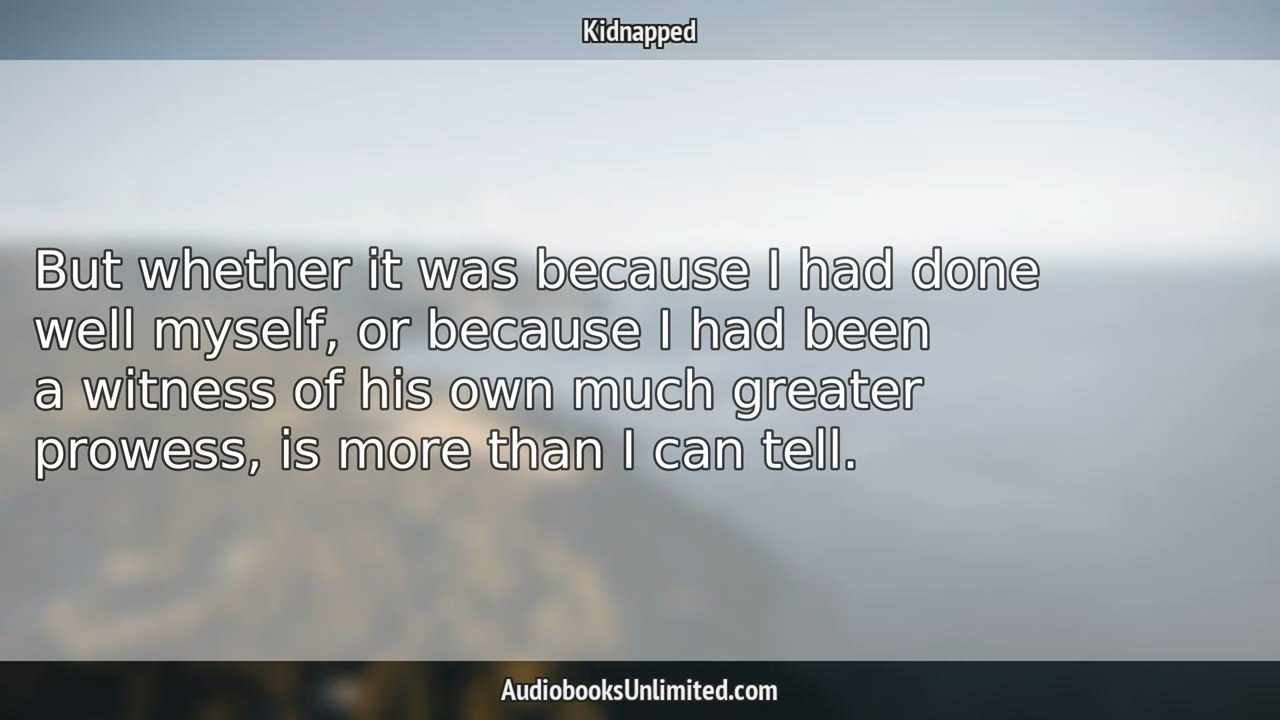 Kidnapped
But whether it was because I had done
well myself, or because I had been
a witness of his own much greater
prowess, is more than I can tell.
AudiobooksUnlimited.com